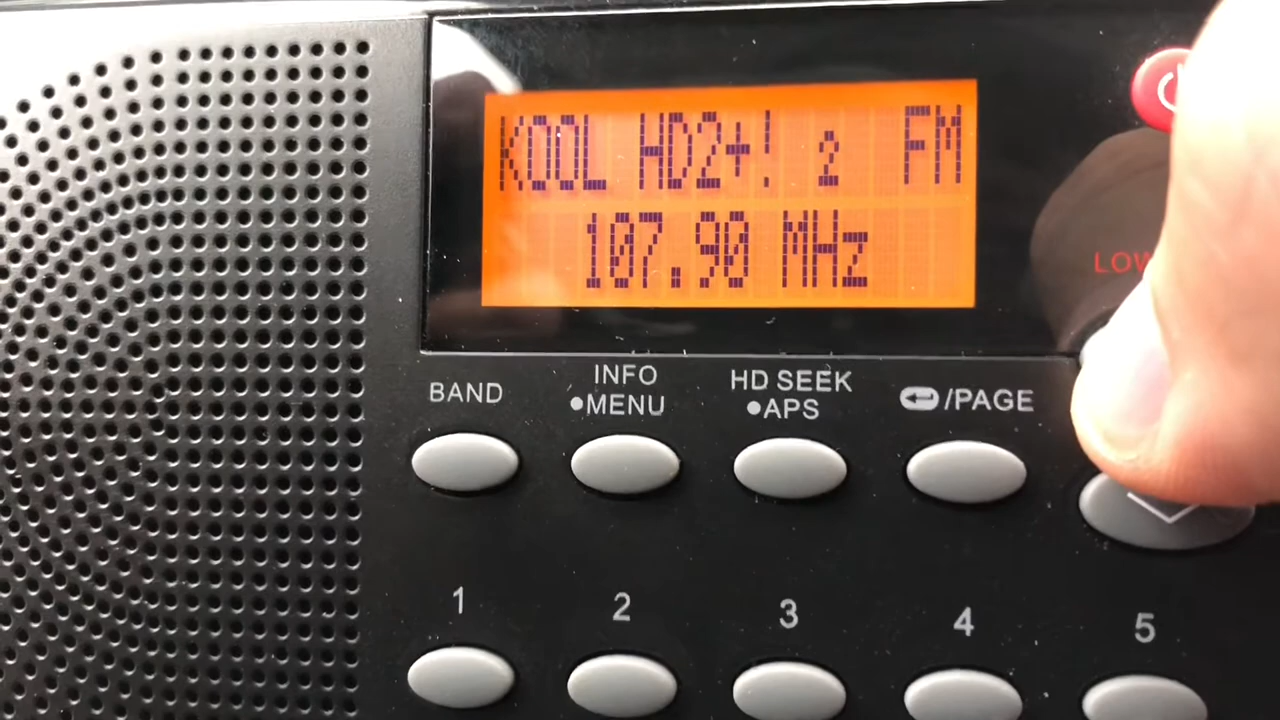 KOOL HD2+! 2 FM
107.90 MHz
LOW
BAND
INFO
•MENU
HD SEEK
•APS
/PAGE
1 2 3 4 5